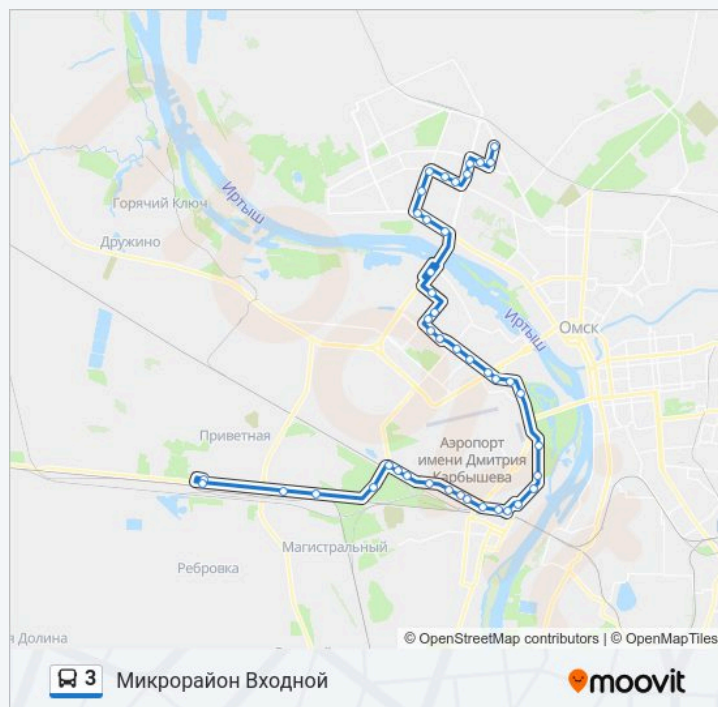 Иртыш
Горячий Ключ
Дружино
Иртыш
Омск
Приветная
Аэропорт
имени Дмитрия
Карбышева
Магистральный
Ребровка
я Долина
© OpenStreetMap contributors | © OpenMapTiles
3 Микрорайон Входной
moovit